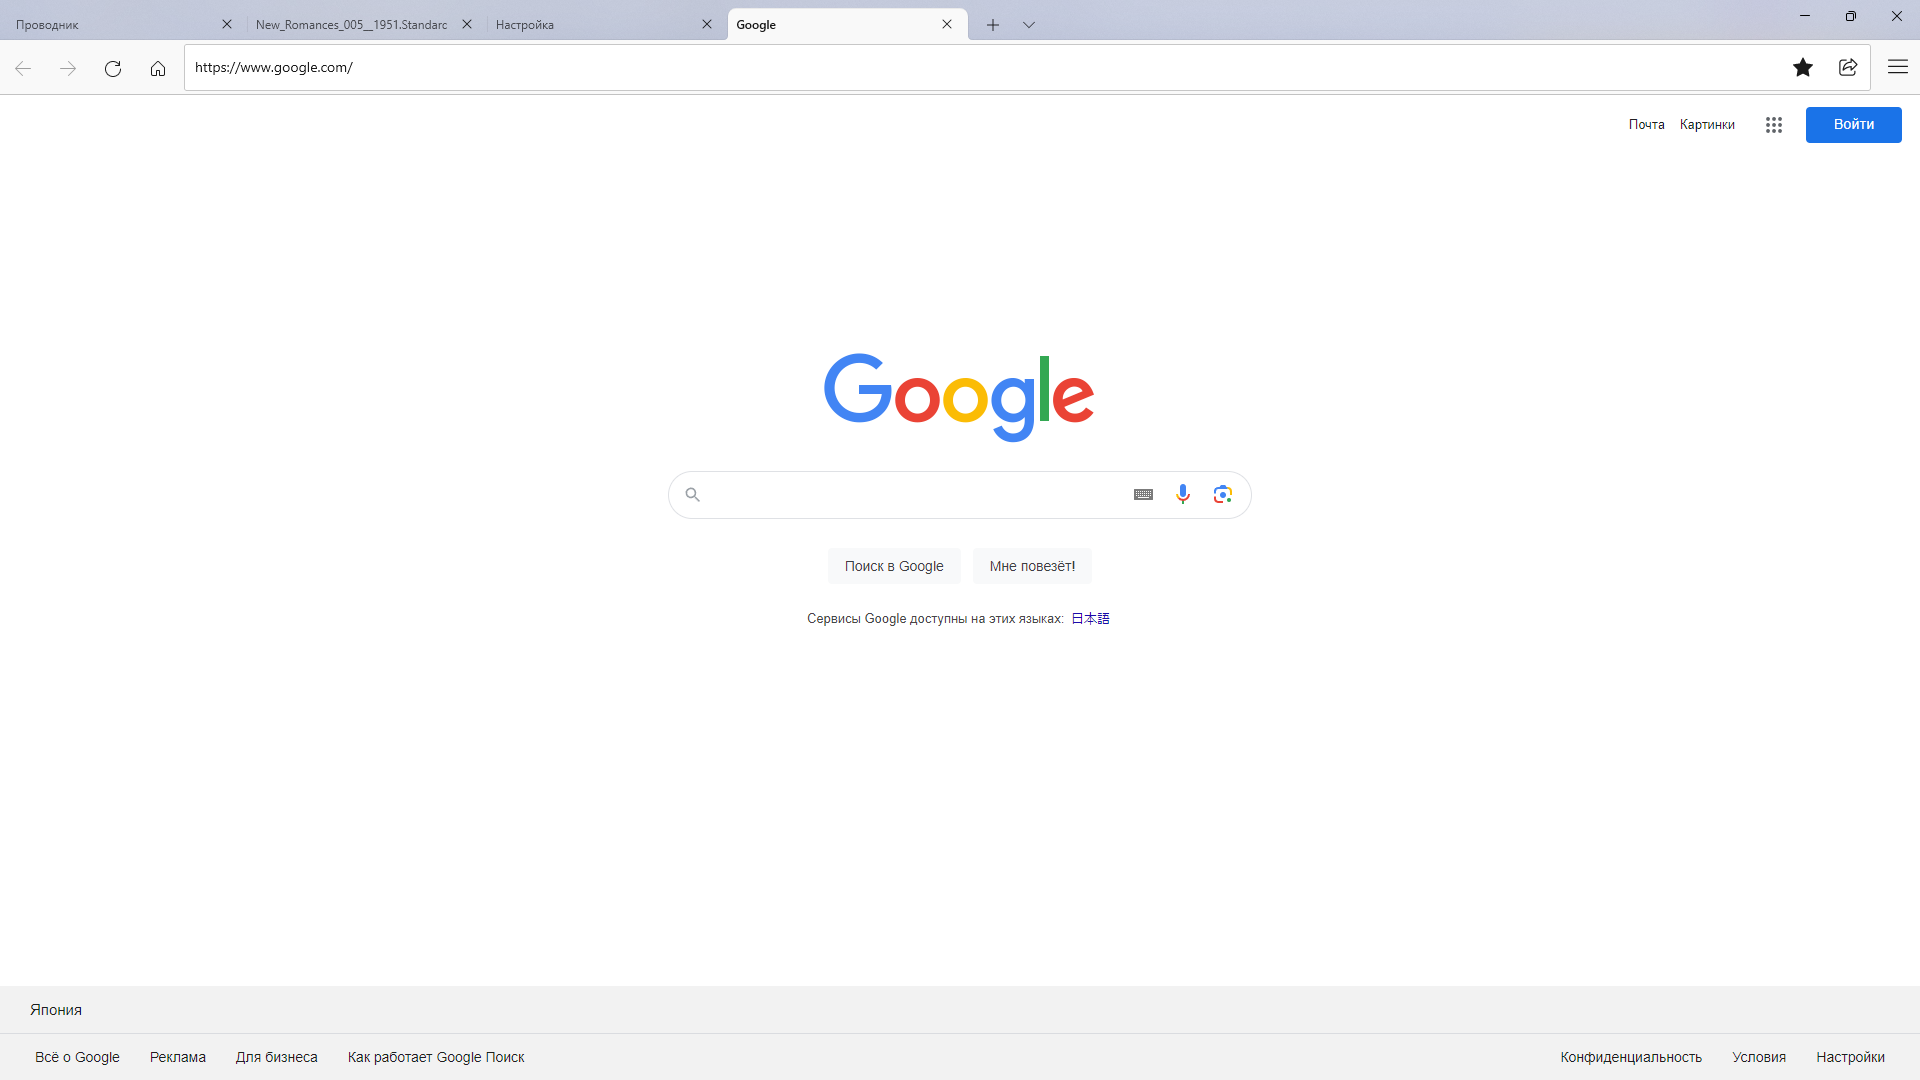 Проводник
New_Romances_005__1951.Standarc
Настройка
Google
https://www.google.com/
Почта Картинки Войти
Google
Поиск в Google Мне повезёт!
Сервисы Google доступны на этих языках: 日本語
Япония
Всё о Google Реклама Для бизнеса Как работает Google Поиск Конфиденциальность Условия Настройки